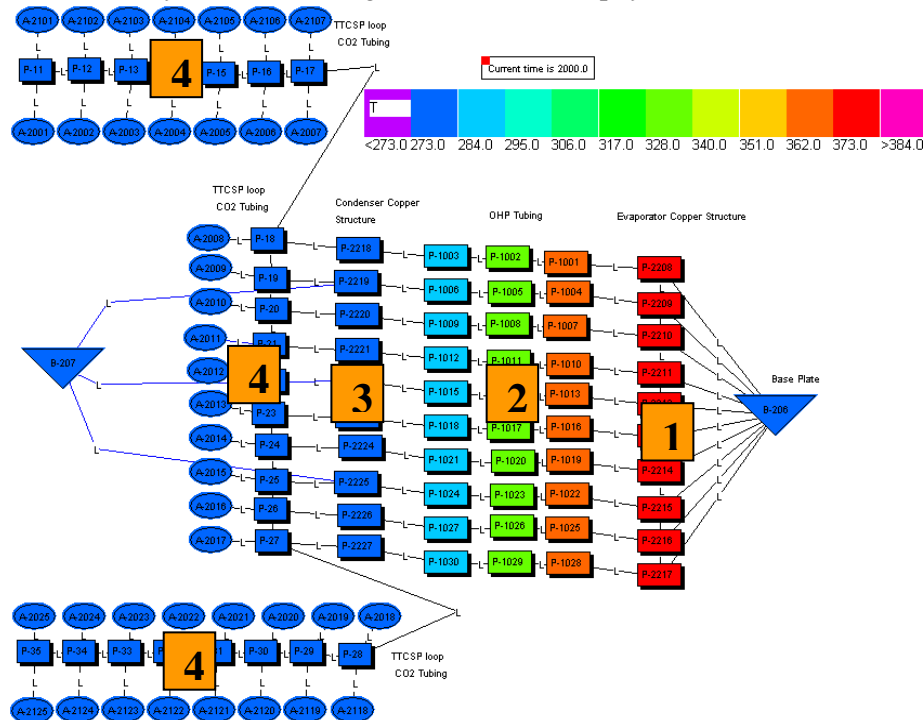 A-2101 A-2102 A-2103 A-2104 A-2105 A-2106 A-2107
TTCSP loop
CO2 Tubing
L L L L L L
P-11 L P-12 L P-13 4 P-15 L P-16 L P-17 L
L L L L L L L
A-2001 A-2002 A-2003 A-2004 A-2005 A-2006 A-2007
Current time is 2000.0
T
<273.0 273.0 284.0 295.0 306.0 317.0 328.0 340.0 351.0 362.0 373.0 >384.0
TTCSP loop
CO2 Tubing
Condenser Copper
Structure
OHP Tubing
Evaporator Copper Structure
A-2008 L P-18 L P-2218 L P-1003 L P-1002 L P-1001 L P-2208
A-2009 L P-19 L P-2219 L P-1006 L P-1005 L P-1004 L P-2209
A-2010 L P-20 L P-2220 L P-1009 L P-1008 L P-1007 L P-2210
A-2011 P-21 P-2221 L P-1012 L P-1011 L P-1010 L P-2211
B-207
A-2012 4 3 P-1015 2 P-1013 1
Base Plate
B-206
A-2013 P-23 P-1018 P-1017 P-1016
A-2014 L P-24 L P-2224 L P-1021 L P-1020 L P-1019 L P-2214
A-2015 L P-25 L P-2225 L P-1024 L P-1023 L P-1022 L P-2215
A-2016 L P-26 L P-2226 L P-1027 L P-1026 L P-1025 L P-2216
A-2017 L P-27 L P-2227 L P-1030 L P-1029 L P-1028 L P-2217
A-2025 A-2024 A-2023 A-2022 A-2021 A-2020 A-2019 A-2018
L
P-35 L P-34 L P-33 4 P-30 L P-29 L P-28
TTCSP loop
CO2 Tubing
A-2125 A-2124 A-2123 A-2122 A-2121 A-2120 A-2119 A-2118